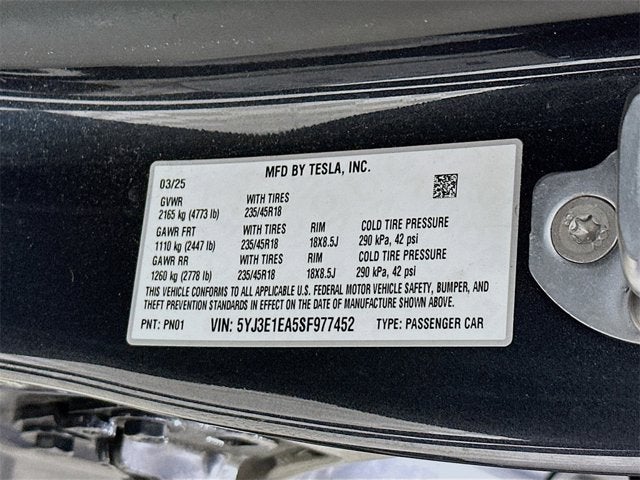 MFD BY TESLA, INC.
03/25
GVWR WITH TIRES
2165 kg (4773 lb) 235/45R18
GAWR FRT WITH TIRES RIM COLD TIRE PRESSURE
1110 kg (2447 lb) 235/45R18 18X8.5J 290 kPa, 42 psi
GAWR RR WITH TIRES RIM COLD TIRE PRESSURE
1260 kg (2778 lb) 235/45R18 18X8.5J 290 kPa, 42 psi
THIS VEHICLE CONFORMS TO ALL APPLICABLE U.S. FEDERAL MOTOR VEHICLE SAFETY, BUMPER, AND
THEFT PREVENTION STANDARDS IN EFFECT ON THE DATE OF MANUFACTURE SHOWN ABOVE.
PNT: PN01 VIN: 5YJ3E1EA5SF977452 TYPE: PASSENGER CAR